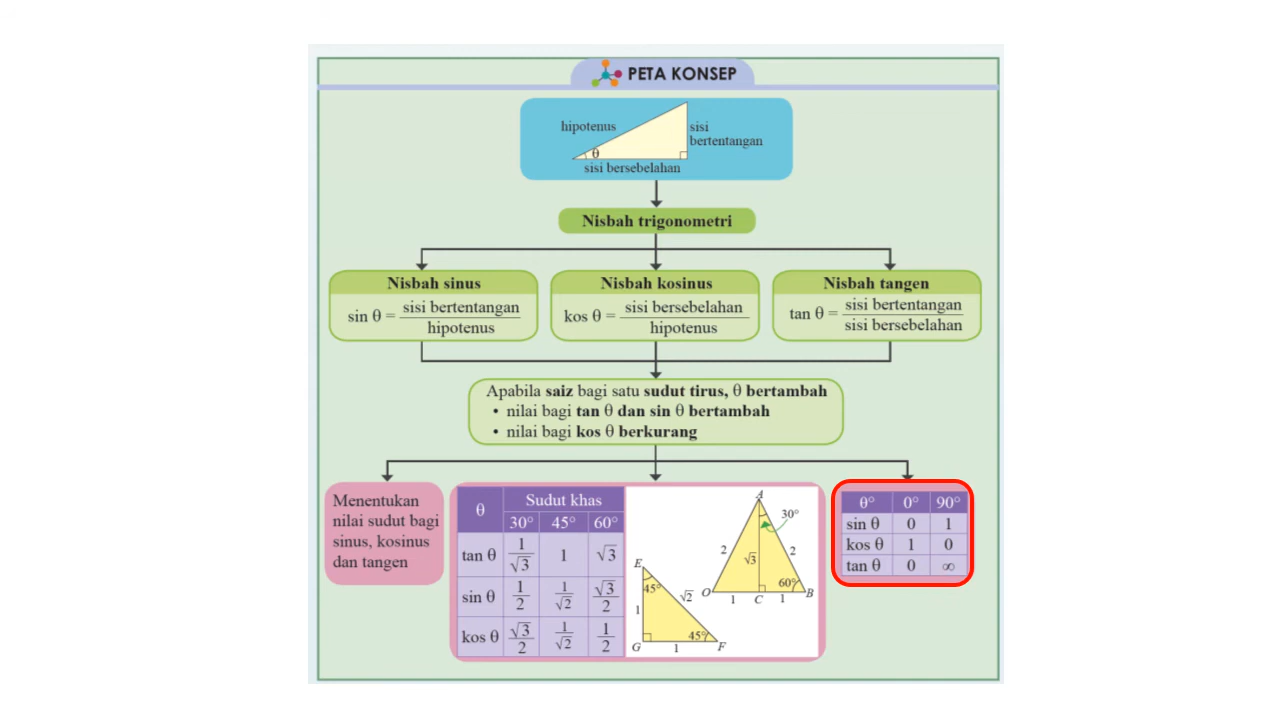 PETA KONSEP
hipotenus
sisi
bertentangan
θ
sisi bersebelahan
Nisbah trigonometri
Nisbah sinus
sin θ = sisi bertentangan / hipotenus
Nisbah kosinus
kos θ = sisi bersebelahan / hipotenus
Nisbah tangen
tan θ = sisi bertentangan / sisi bersebelahan
Apabila saiz bagi satu sudut tirus, θ bertambah
• nilai bagi tan θ dan sin θ bertambah
• nilai bagi kos θ berkurang
Menentukan
nilai sudut bagi
sinus, kosinus
dan tangen
θ Sudut khas
30° 45° 60°
tan θ 1/√3 1 √3
sin θ 1/2 1/√2 √3/2
kos θ √3/2 1/√2 1/2
E
45°
1
√2
45°
G 1 F
A
30°
2 √3 2
60°
O 1 C 1 B
θ° 0° 90°
sin θ 0 1
kos θ 1 0
tan θ 0 ∞